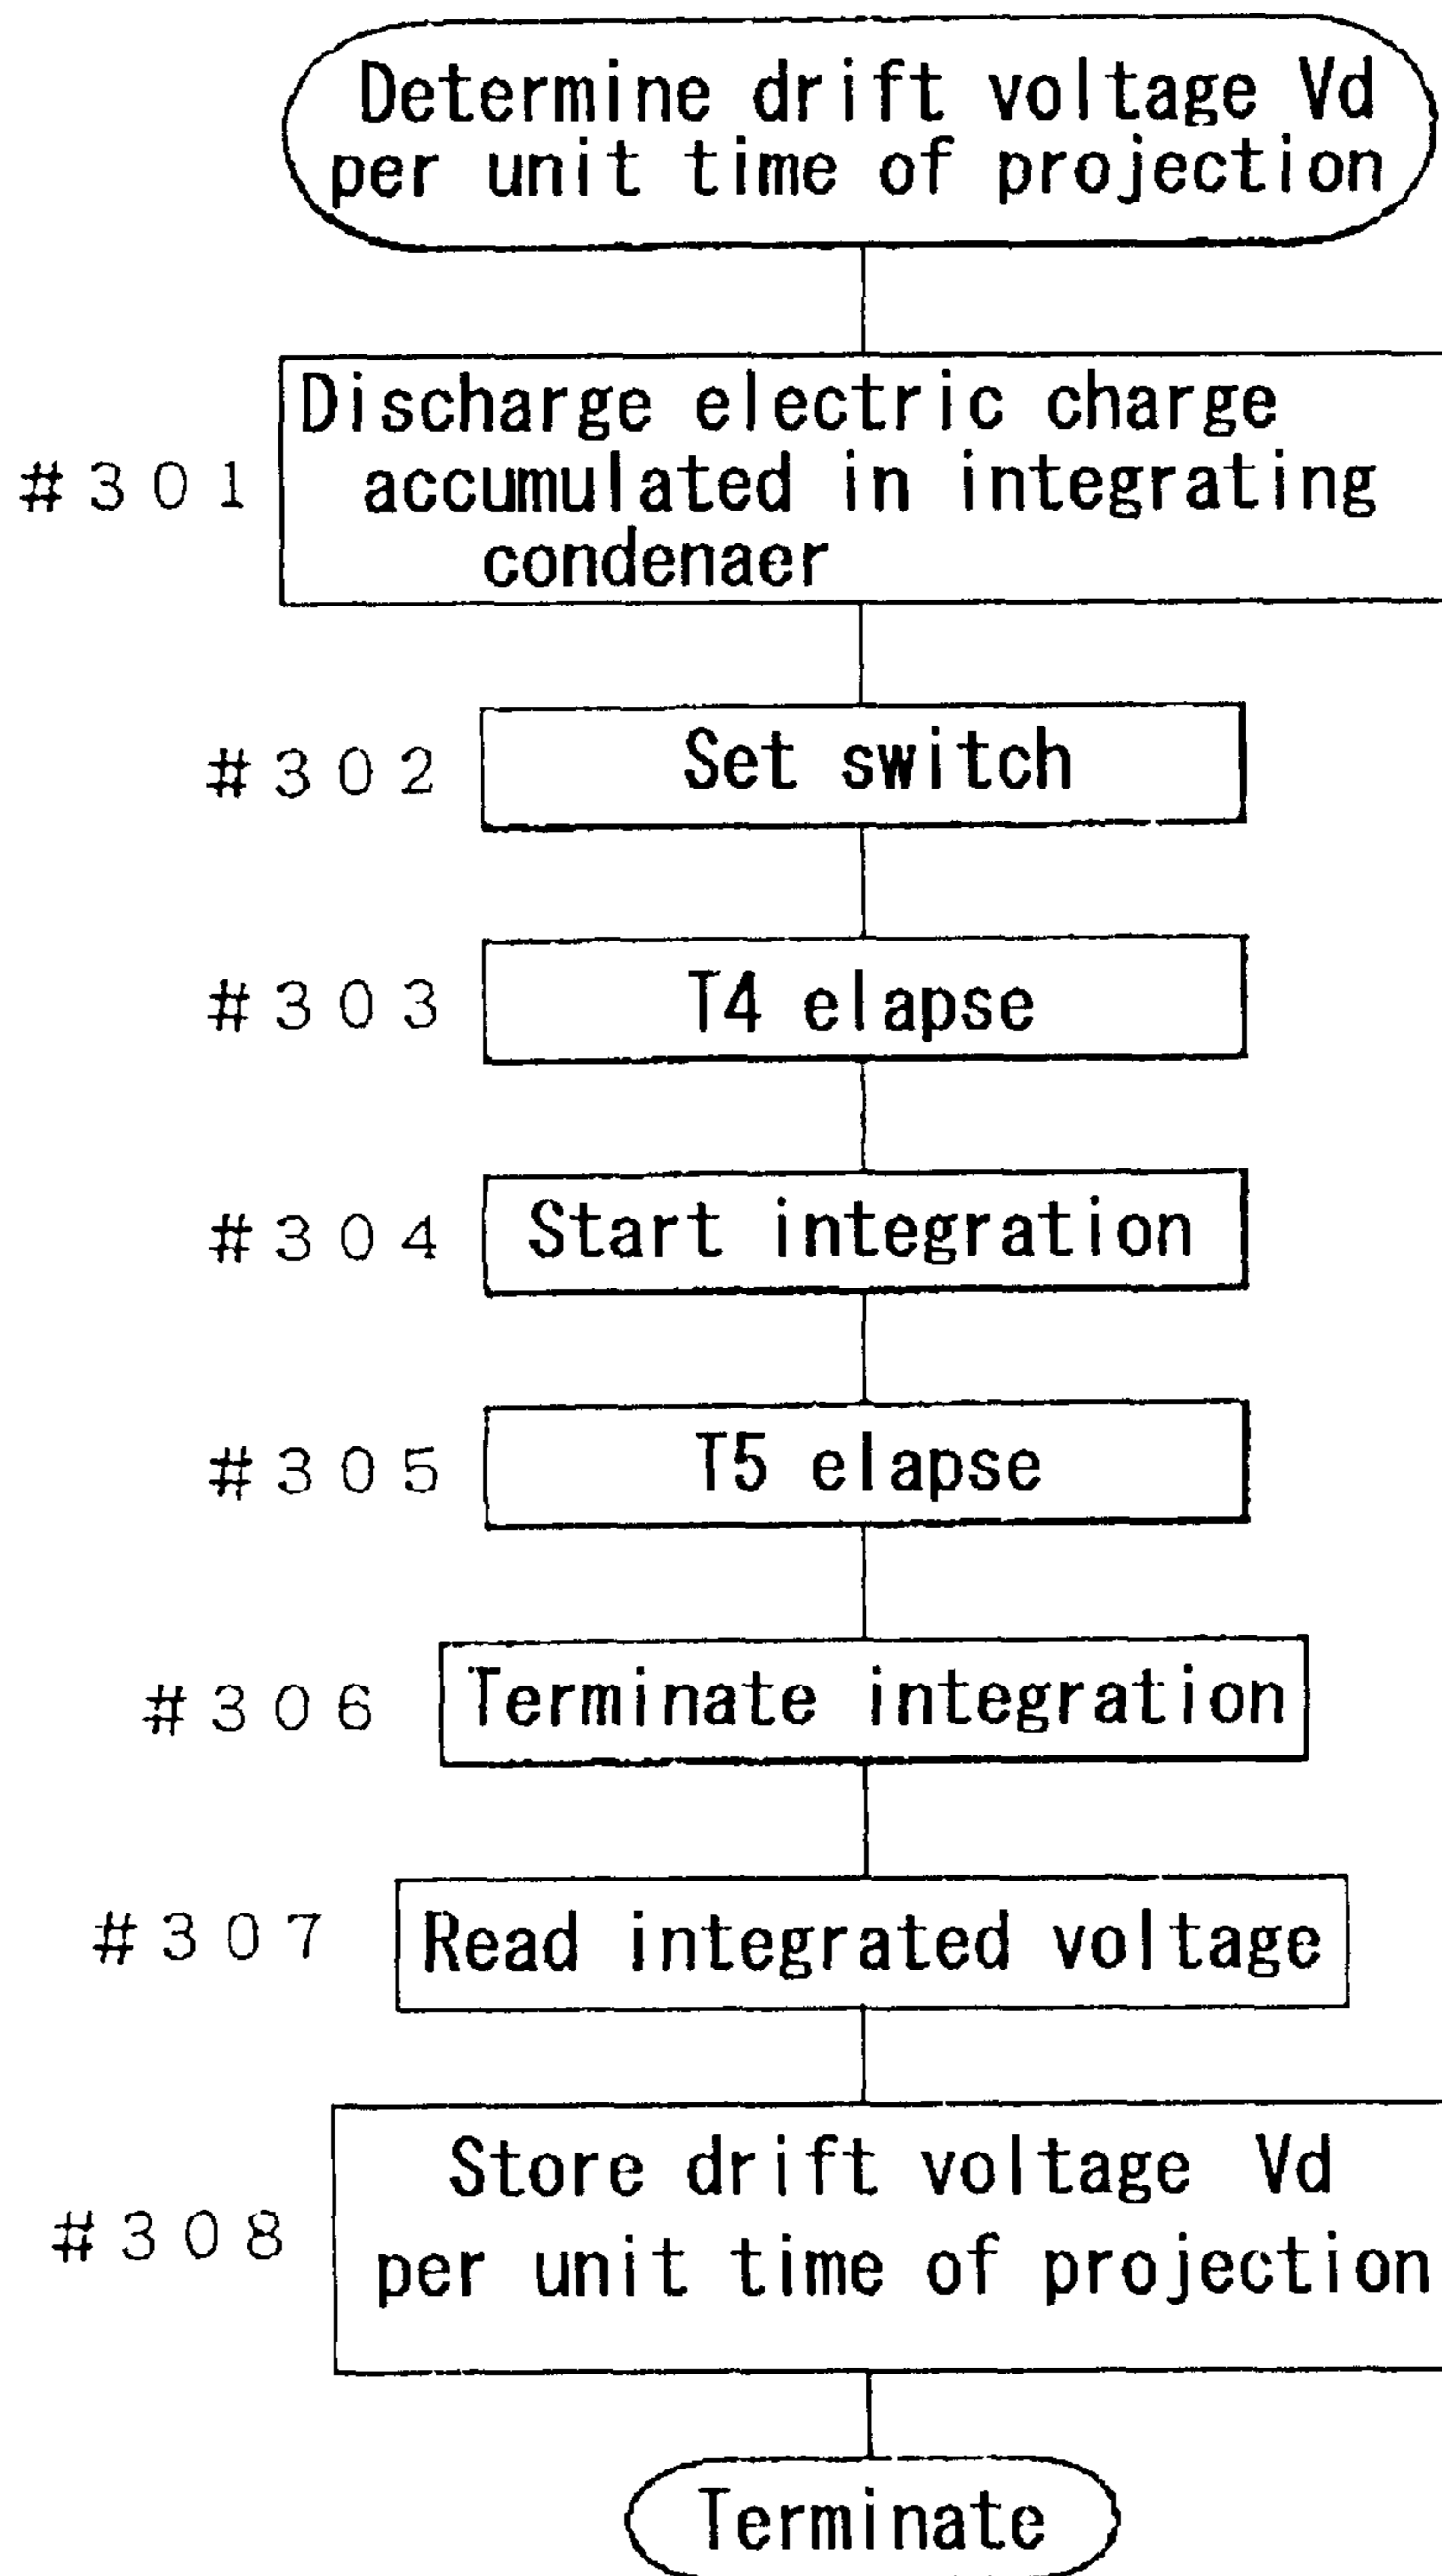 Determine drift voltage Vd
per unit time of projection
Discharge electric charge
#301
accumulated in integrating
condenaer
#302
Set switch
#303
T4 elapse
#304
Start integration
#305
T5 elapse
#306
Terminate integration
#307
Read integrated voltage
Store drift voltage Vd
#308
per unit time of projection
Terminate